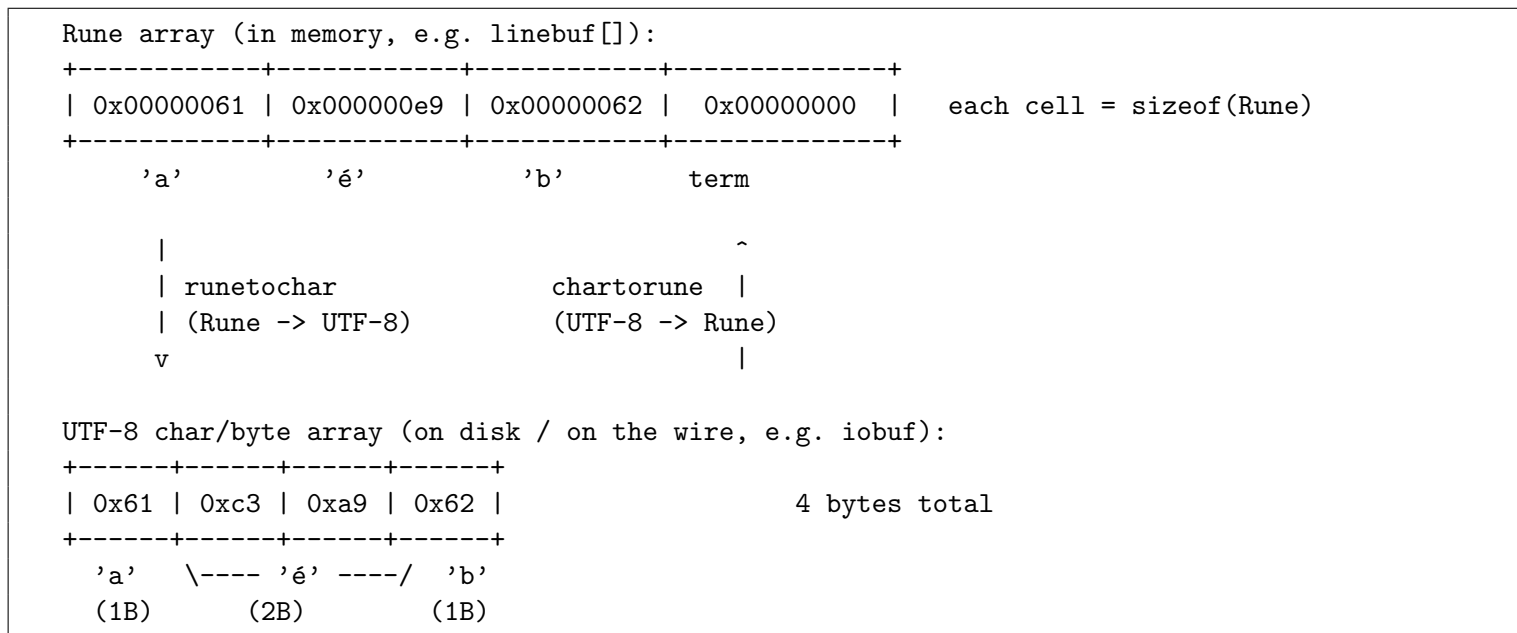 Rune array (in memory, e.g. linebuf[]):
+------------+------------+------------+--------------+
| 0x00000061 | 0x000000e9 | 0x00000062 |  0x00000000  |   each cell = sizeof(Rune)
+------------+------------+------------+--------------+
’a’ ’é’ ’b’ term
| ^
| runetochar chartorune |
| (Rune -> UTF-8) (UTF-8 -> Rune)
v |
UTF-8 char/byte array (on disk / on the wire, e.g. iobuf):
+------+------+------+------+
| 0x61 | 0xc3 | 0xa9 | 0x62 | 4 bytes total
+------+------+------+------+
’a’ \---- ’é’ ----/ ’b’
(1B) (2B) (1B)